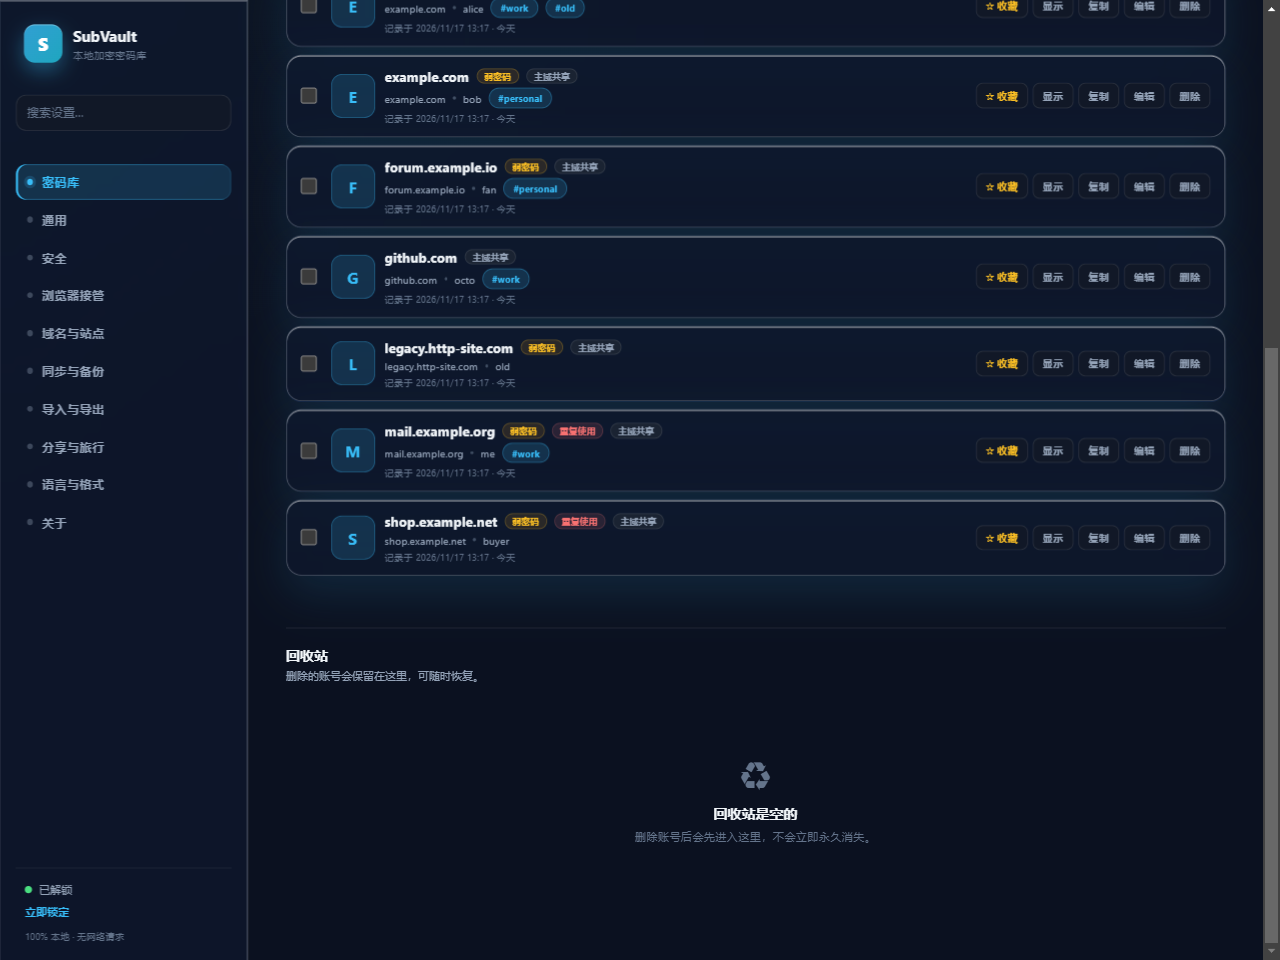 S
SubVault
本地加密密码库
搜索设置...
密码库
通用
安全
浏览器接管
域名与站点
同步与备份
导入与导出
分享与旅行
语言与格式
关于
已解锁
立即锁定
100% 本地 · 无网络请求
E
example.com • alice #work #old
记录于 2026/11/17 13:17 · 今天
☆ 收藏 显示 复制 编辑 删除
E
example.com 弱密码 主域共享
example.com • bob #personal
记录于 2026/11/17 13:17 · 今天
☆ 收藏 显示 复制 编辑 删除
F
forum.example.io 弱密码 主域共享
forum.example.io • fan #personal
记录于 2026/11/17 13:17 · 今天
☆ 收藏 显示 复制 编辑 删除
G
github.com 主域共享
github.com • octo #work
记录于 2026/11/17 13:17 · 今天
☆ 收藏 显示 复制 编辑 删除
L
legacy.http-site.com 弱密码 主域共享
legacy.http-site.com • old
记录于 2026/11/17 13:17 · 今天
☆ 收藏 显示 复制 编辑 删除
M
mail.example.org 弱密码 重复使用 主域共享
mail.example.org • me #work
记录于 2026/11/17 13:17 · 今天
☆ 收藏 显示 复制 编辑 删除
S
shop.example.net 弱密码 重复使用 主域共享
shop.example.net • buyer
记录于 2026/11/17 13:17 · 今天
☆ 收藏 显示 复制 编辑 删除
回收站
删除的账号会保留在这里，可随时恢复。
回收站是空的
删除账号后会先进入这里，不会立即永久消失。